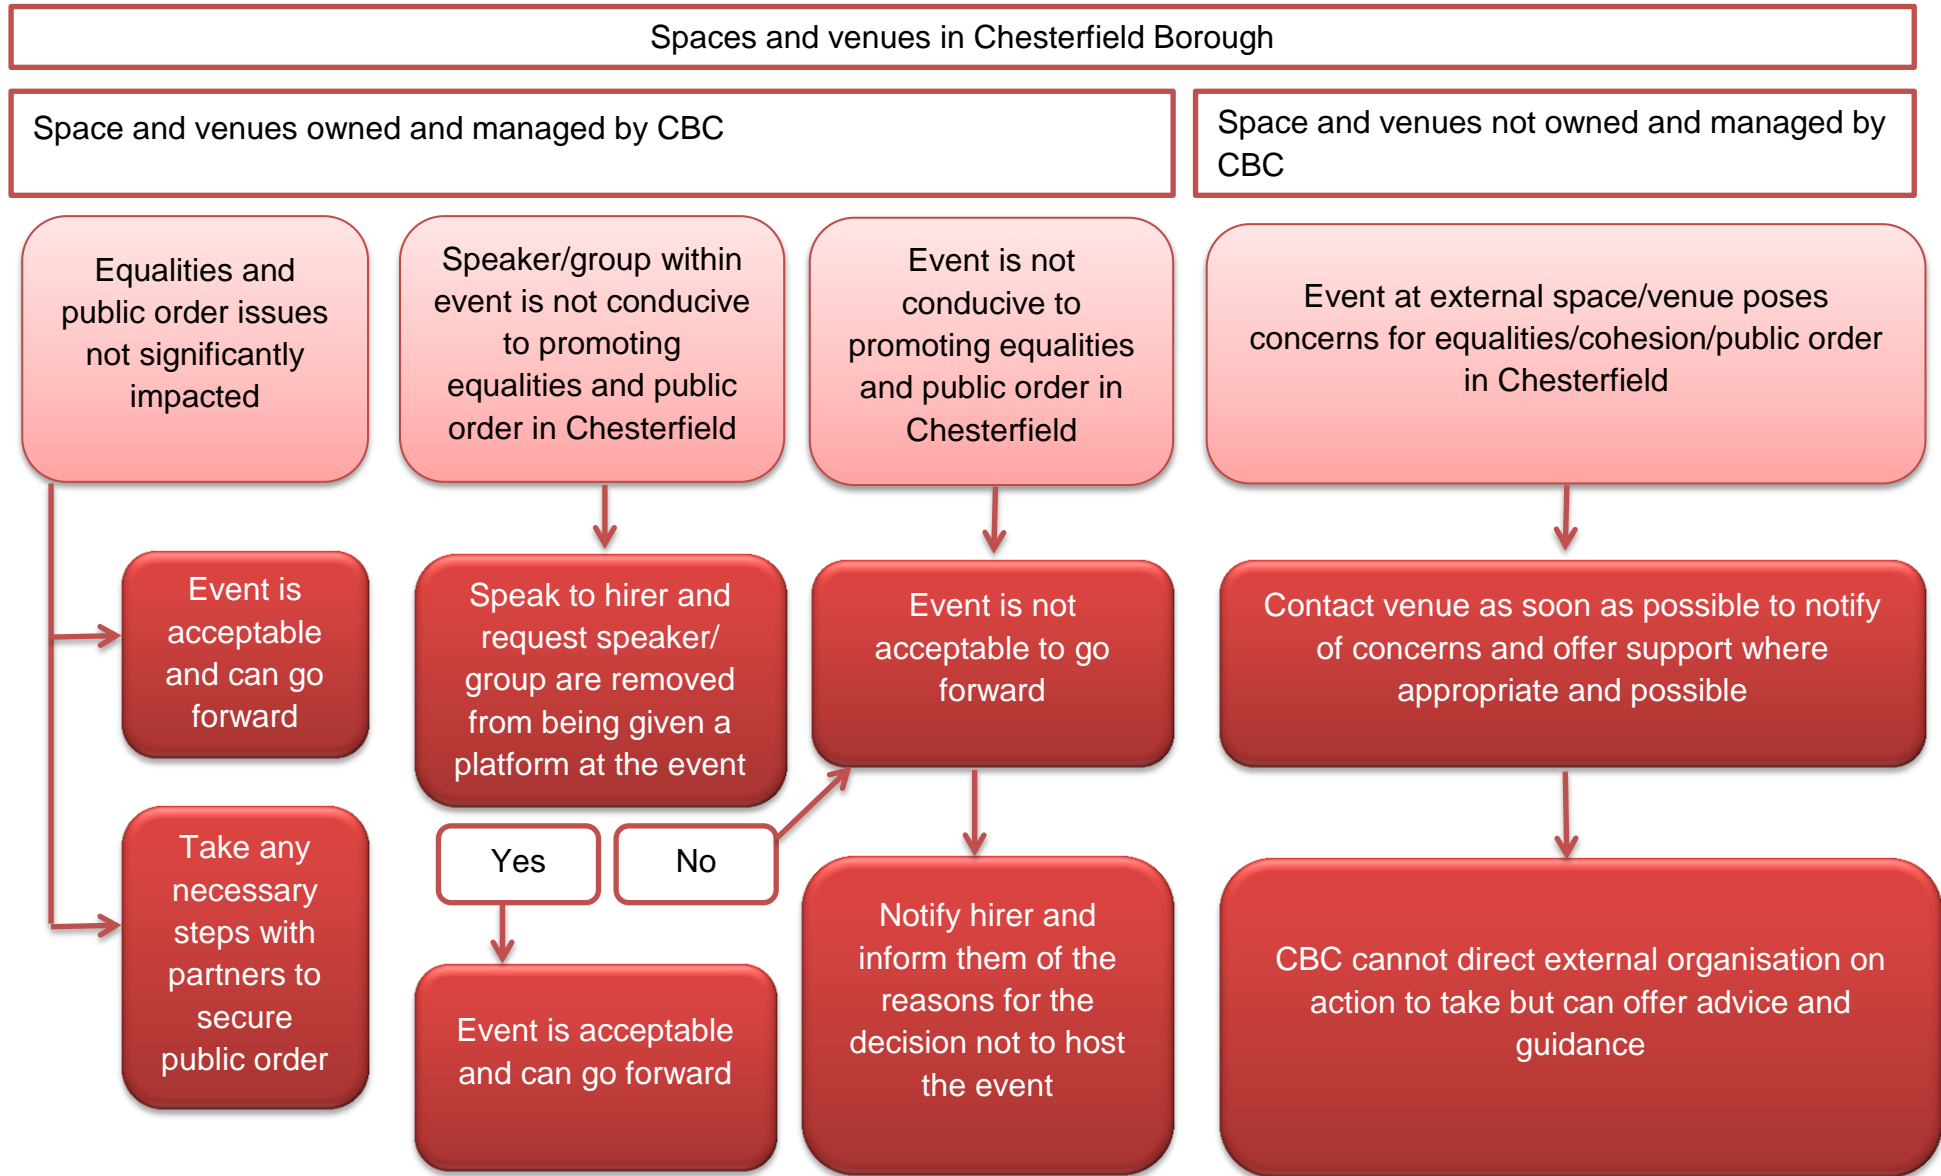 Spaces and venues in Chesterfield Borough
Space and venues owned and managed by CBC
Space and venues not owned and managed by
CBC
Equalities and
public order issues
not significantly
impacted
Speaker/group within
event is not conducive
to promoting
equalities and public
order in Chesterfield
Event is not
conducive to
promoting equalities
and public order in
Chesterfield
Event at external space/venue poses
concerns for equalities/cohesion/public order
in Chesterfield
Event is
acceptable
and can go
forward
Speak to hirer and
request speaker/
group are removed
from being given a
platform at the event
Event is not
acceptable to go
forward
Contact venue as soon as possible to notify
of concerns and offer support where
appropriate and possible
Take any
necessary
steps with
partners to
secure
public order
Yes
No
Event is acceptable
and can go forward
Notify hirer and
inform them of the
reasons for the
decision not to host
the event
CBC cannot direct external organisation on
action to take but can offer advice and
guidance